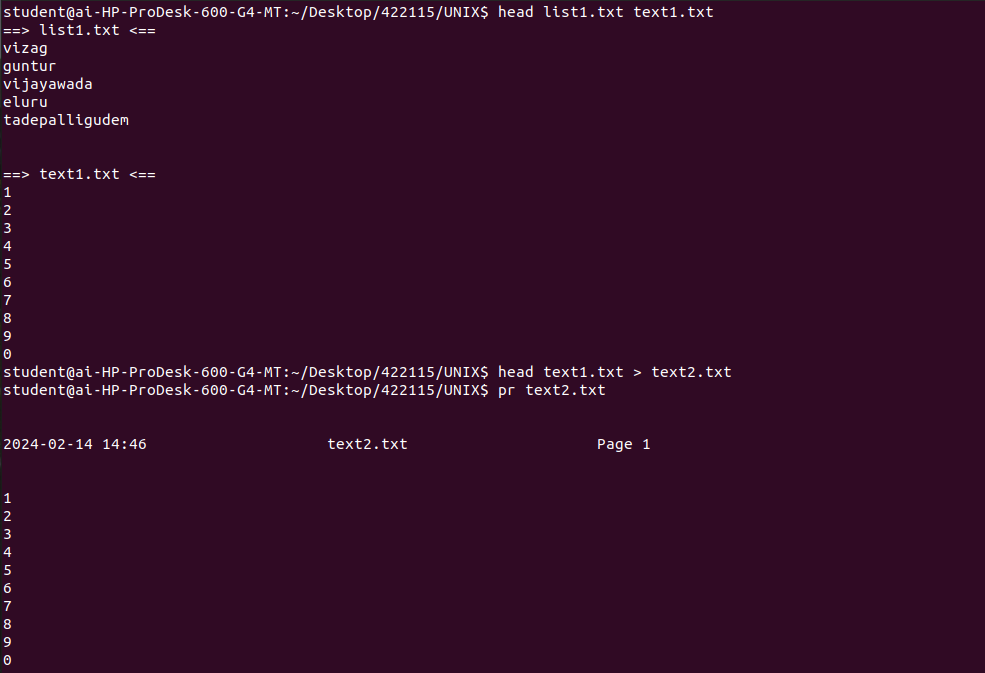 student@ai-HP-ProDesk-600-G4-MT:~/Desktop/422115/UNIX$ head list1.txt text1.txt
==> list1.txt <==
vizag
guntur
vijayawada
eluru
tadepalligudem
==> text1.txt <==
1
2
3
4
5
6
7
8
9
0
student@ai-HP-ProDesk-600-G4-MT:~/Desktop/422115/UNIX$ head text1.txt > text2.txt
student@ai-HP-ProDesk-600-G4-MT:~/Desktop/422115/UNIX$ pr text2.txt
2024-02-14 14:46 text2.txt Page 1
1
2
3
4
5
6
7
8
9
0